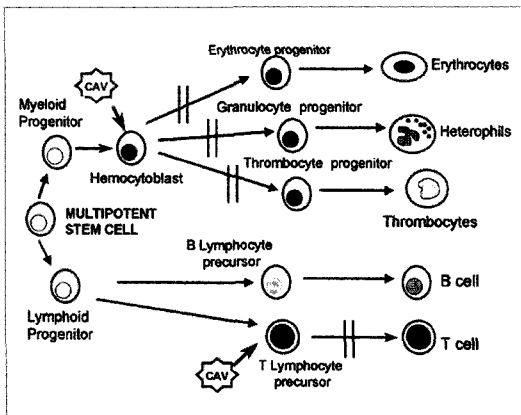 Erythrocyte progenitor
Erythrocytes
CAV
Myeloid
Progenitor
Granulocyte progenitor
Heterophils
Hemocytoblast
Thrombocyte progenitor
MULTIPOTENT
STEM CELL
Thrombocytes
B Lymphocyte
precursor
B cell
Lymphoid
Progenitor
CAV
T Lymphocyte
precursor
T cell